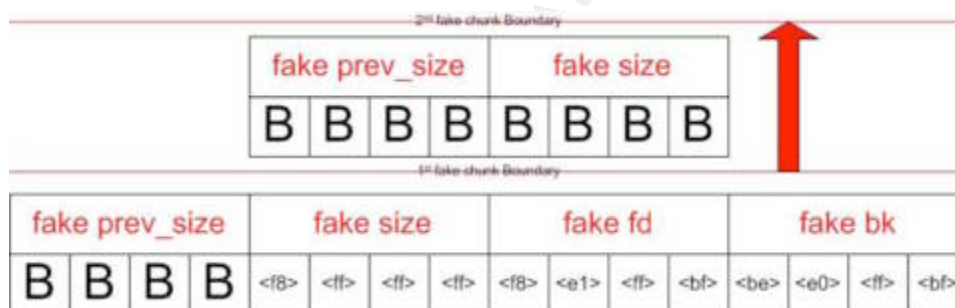 2nd fake chunk Boundary
fake prev_size fake size
B B B B B B B B
1st fake chunk Boundary
fake prev_size fake size fake fd fake bk
B B B B <f8> <ff> <ff> <ff> <f8> <e1> <ff> <bf> <be> <e0> <ff> <bf>